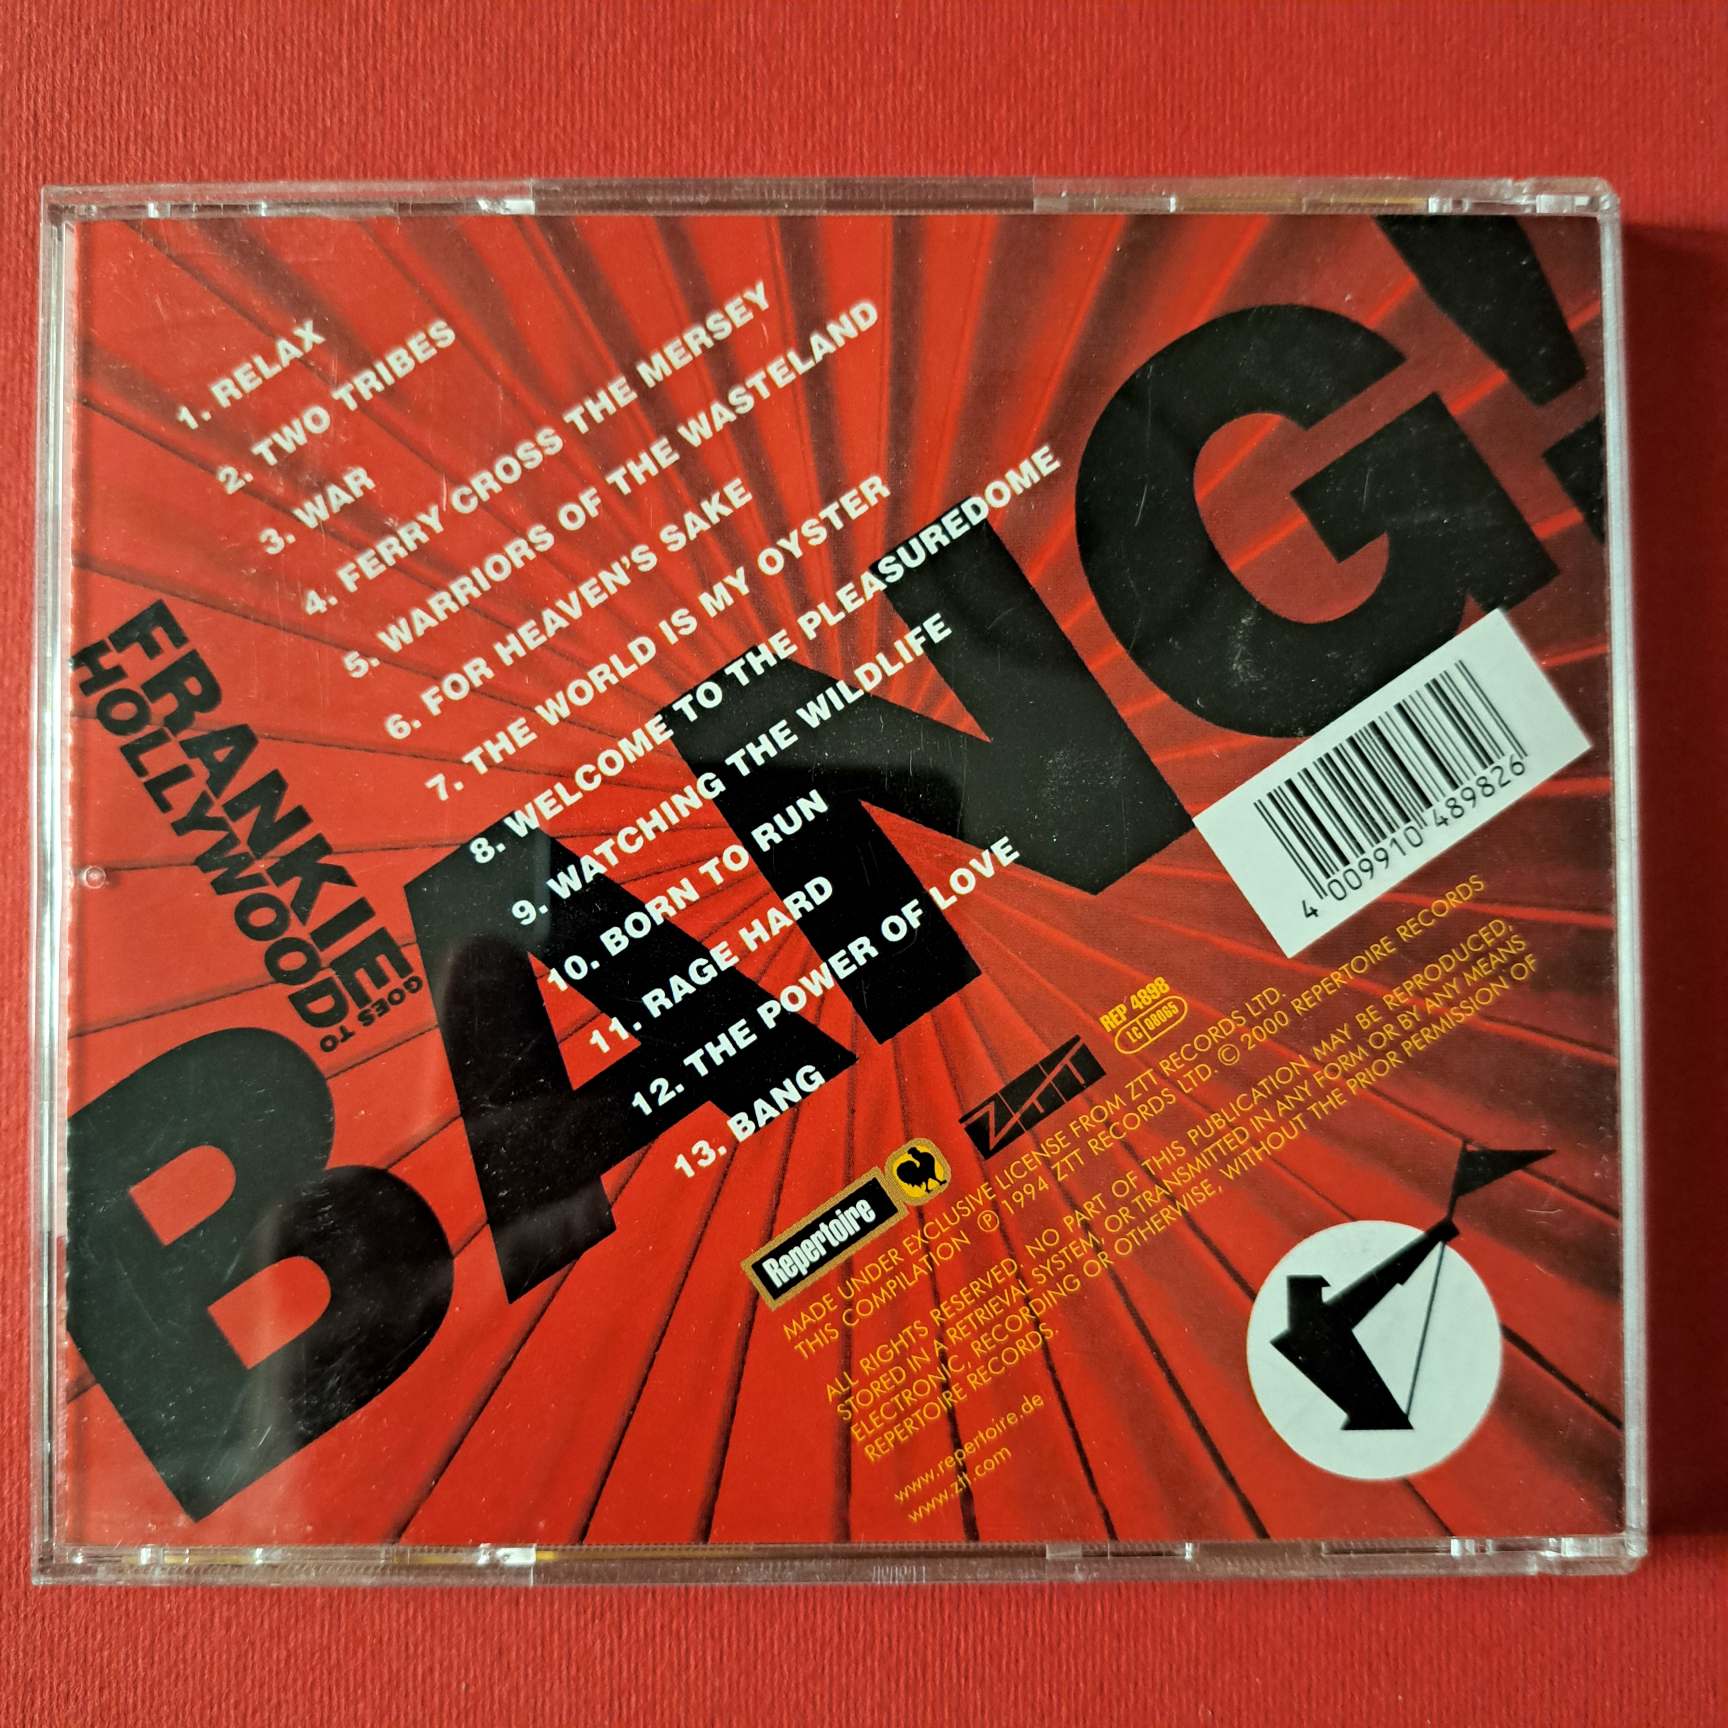 1. RELAX
2. TWO TRIBES
3. WAR
4. FERRY CROSS THE MERSEY
5. WARRIORS OF THE WASTELAND
6. FOR HEAVEN'S SAKE
7. THE WORLD IS MY OYSTER
8. WELCOME TO THE PLEASUREDOME
9. WATCHING THE WILDLIFE
10. BORN TO RUN
11. RAGE HARD
12. THE POWER OF LOVE
13. BANG
FRANKIE
GOES TO
HOLLYWOOD
BANG!
4 009910 489826
REP 4898
LC 08065
ZTT
Repertoire
MADE UNDER EXCLUSIVE LICENSE FROM ZTT RECORDS LTD.
THIS COMPILATION ℗ 1994 ZTT RECORDS LTD. © 2000 REPERTOIRE RECORDS
ALL RIGHTS RESERVED. NO PART OF THIS PUBLICATION MAY BE REPRODUCED,
STORED IN A RETRIEVAL SYSTEM, OR TRANSMITTED IN ANY FORM OR BY ANY MEANS
ELECTRONIC, RECORDING OR OTHERWISE, WITHOUT THE PRIOR PERMISSION OF
REPERTOIRE RECORDS.
www.repertoire.de
www.ztt.com